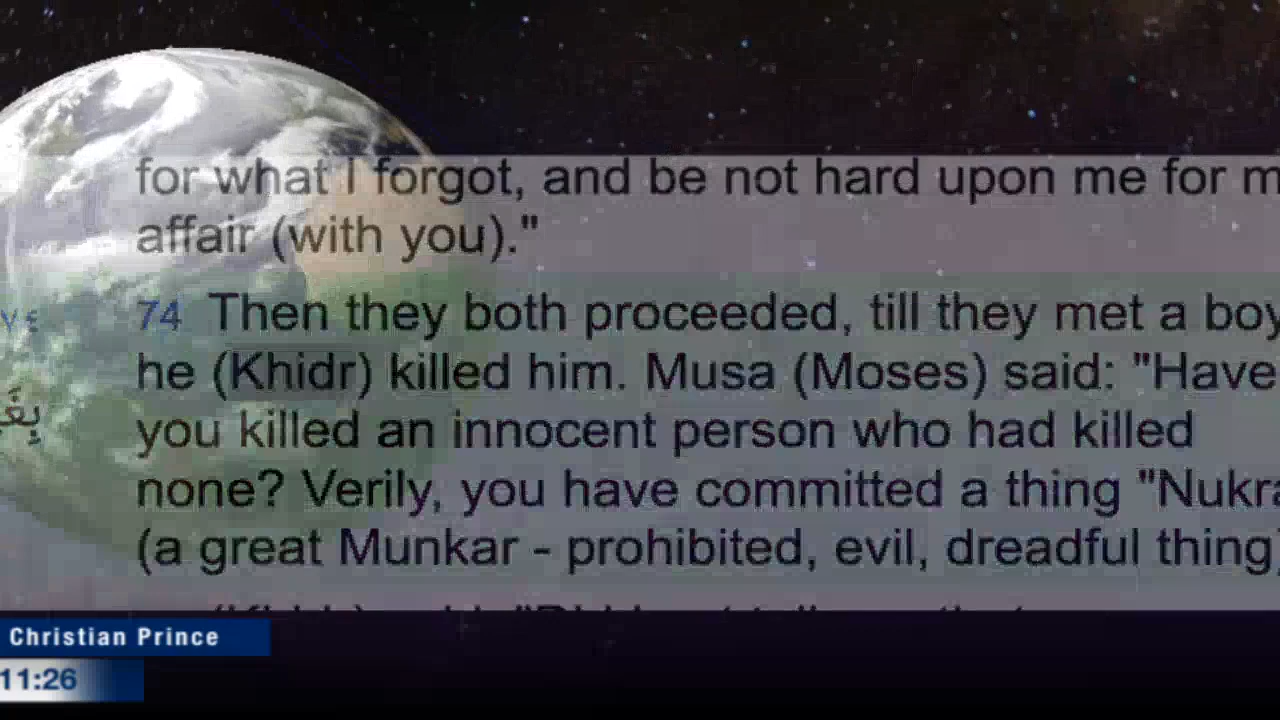 for what I forgot, and be not hard upon me for m
affair (with you)."
٧٤
74 Then they both proceeded, till they met a boy
he (Khidr) killed him. Musa (Moses) said: "Have
you killed an innocent person who had killed
none? Verily, you have committed a thing "Nukra
(a great Munkar - prohibited, evil, dreadful thing
Christian Prince
11:26